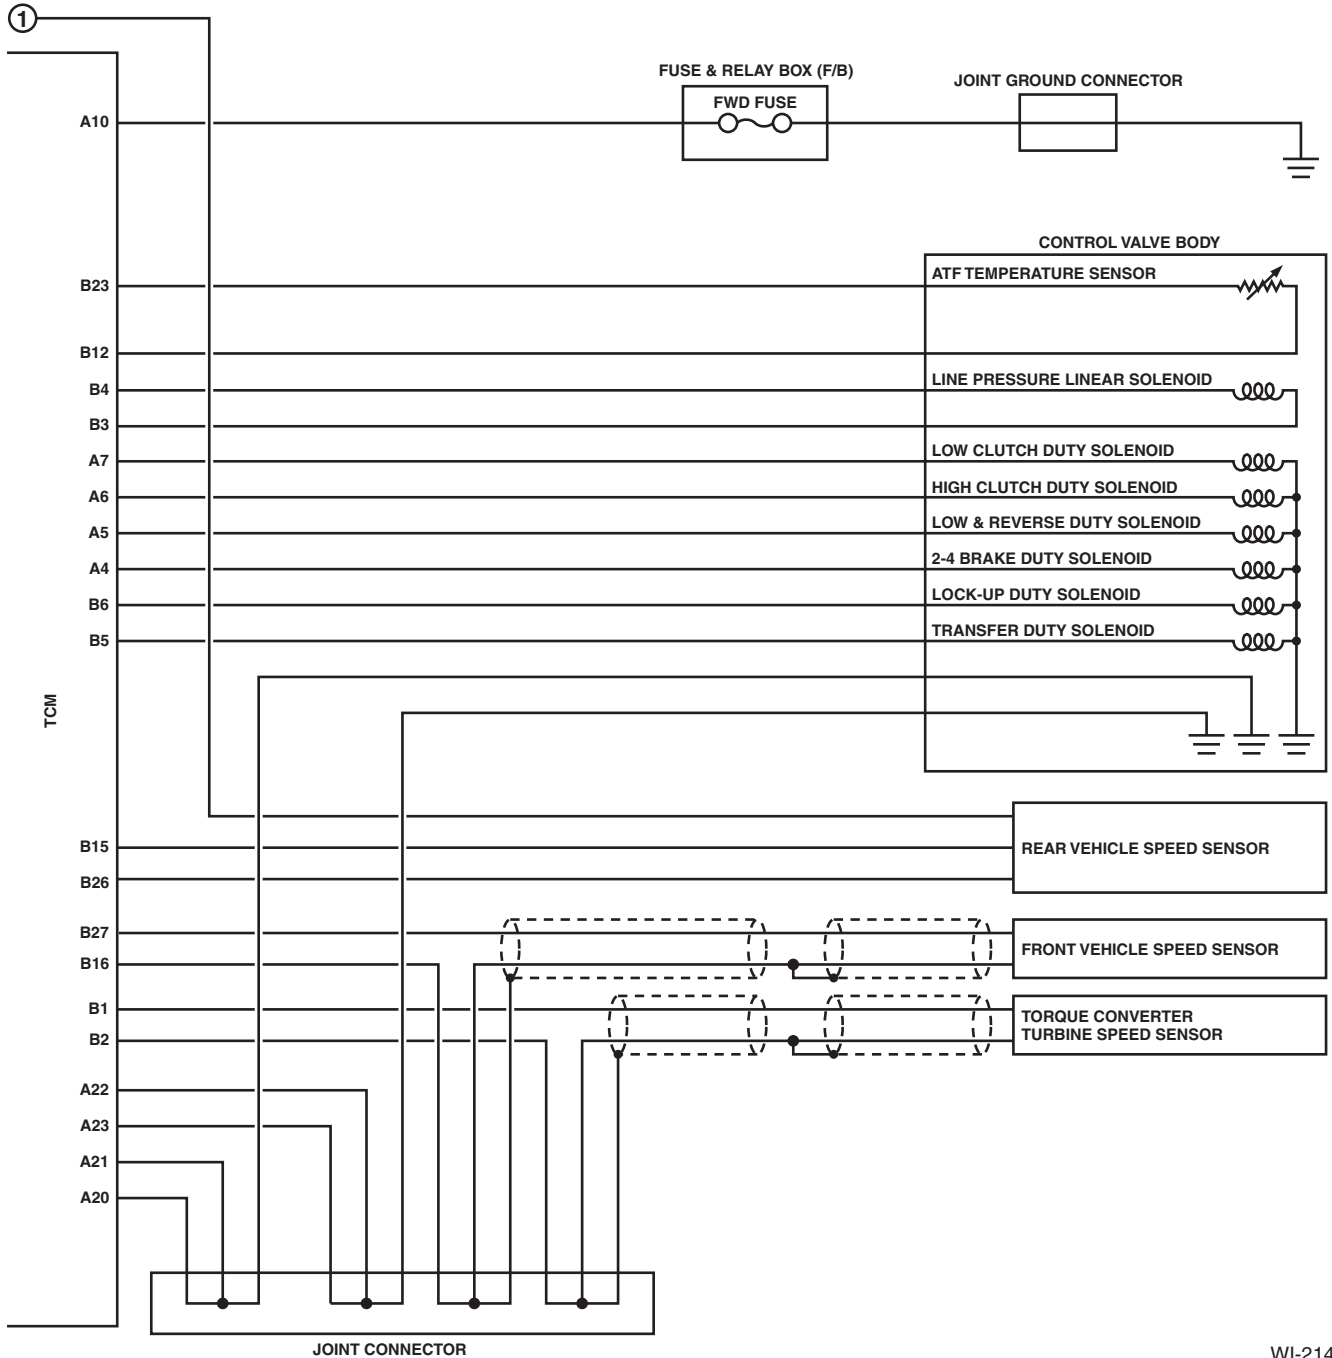 1
FUSE & RELAY BOX (F/B)
FWD FUSE
JOINT GROUND CONNECTOR
A10
CONTROL VALVE BODY
B23
ATF TEMPERATURE SENSOR
B12
B4
LINE PRESSURE LINEAR SOLENOID
B3
A7
LOW CLUTCH DUTY SOLENOID
A6
HIGH CLUTCH DUTY SOLENOID
A5
LOW & REVERSE DUTY SOLENOID
A4
2-4 BRAKE DUTY SOLENOID
B6
LOCK-UP DUTY SOLENOID
B5
TRANSFER DUTY SOLENOID
TCM
B15
REAR VEHICLE SPEED SENSOR
B26
B27
B16
FRONT VEHICLE SPEED SENSOR
B1
B2
TORQUE CONVERTER
TURBINE SPEED SENSOR
A22
A23
A21
A20
JOINT CONNECTOR
WI-214